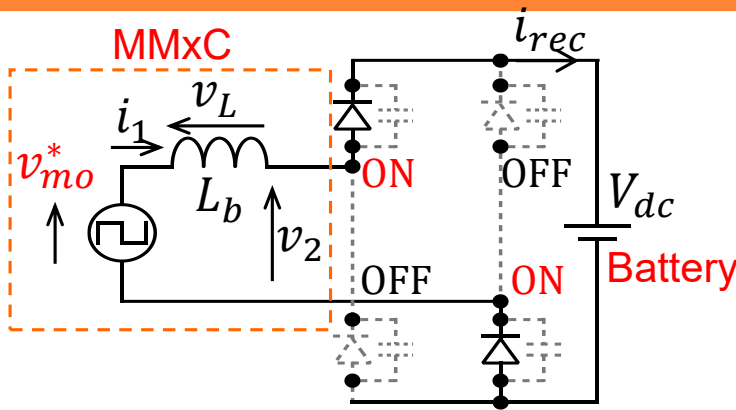 MMxC
i_rec
v_L
i_1
v*_mo
ON
OFF
L_b
V_dc
v_2
OFF
ON
Battery